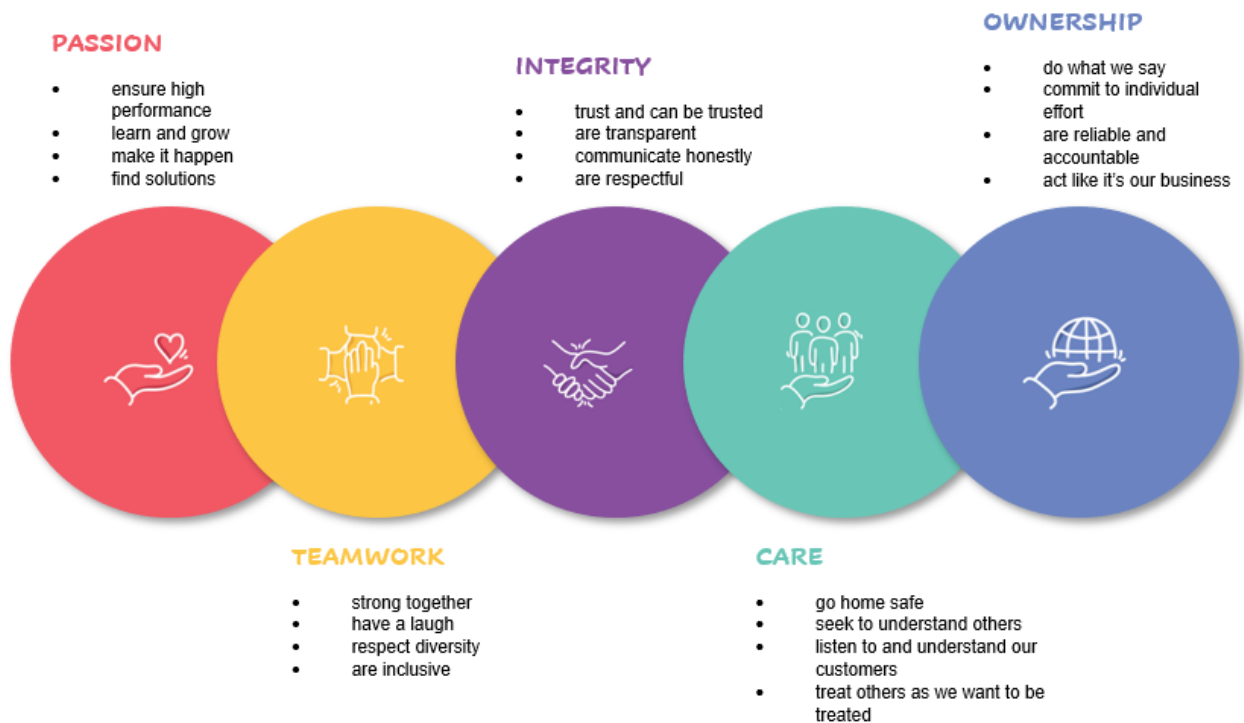 PASSION
• ensure high
performance
• learn and grow
• make it happen
• find solutions
INTEGRITY
• trust and can be trusted
• are transparent
• communicate honestly
• are respectful
OWNERSHIP
• do what we say
• commit to individual
effort
• are reliable and
accountable
• act like it's our business
TEAMWORK
• strong together
• have a laugh
• respect diversity
• are inclusive
CARE
• go home safe
• seek to understand others
• listen to and understand our
customers
• treat others as we want to be
treated